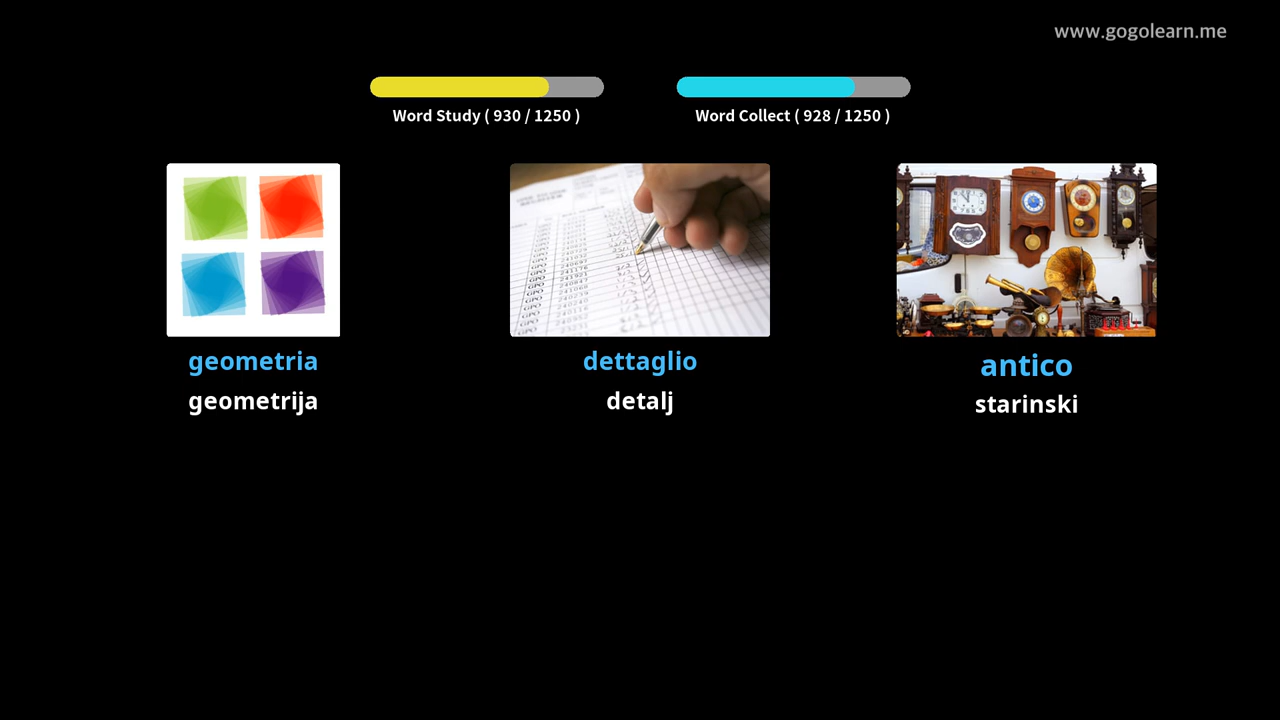 www.gogolearn.me
Word Study ( 930 / 1250 )
Word Collect ( 928 / 1250 )
geometria
geometrija
dettaglio
detalj
antico
starinski